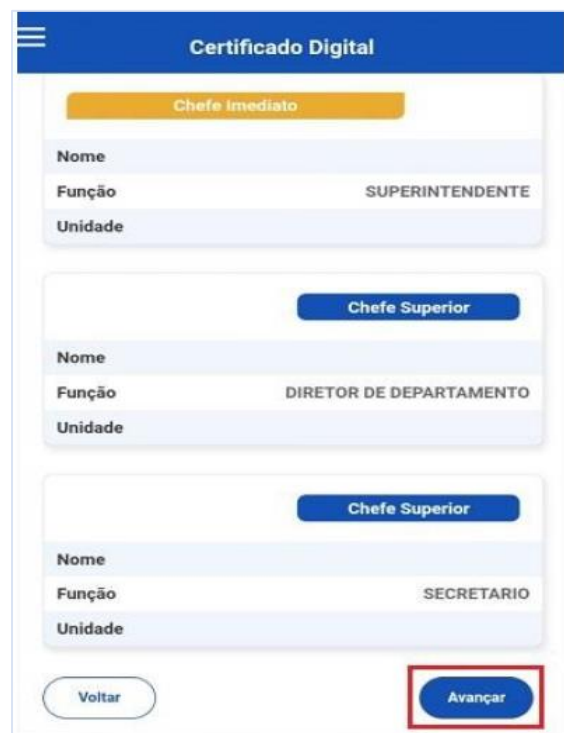 Certificado Digital
Chefe Imediato
Nome
Função SUPERINTENDENTE
Unidade
Chefe Superior
Nome
Função DIRETOR DE DEPARTAMENTO
Unidade
Chefe Superior
Nome
Função SECRETARIO
Unidade
Voltar Avançar